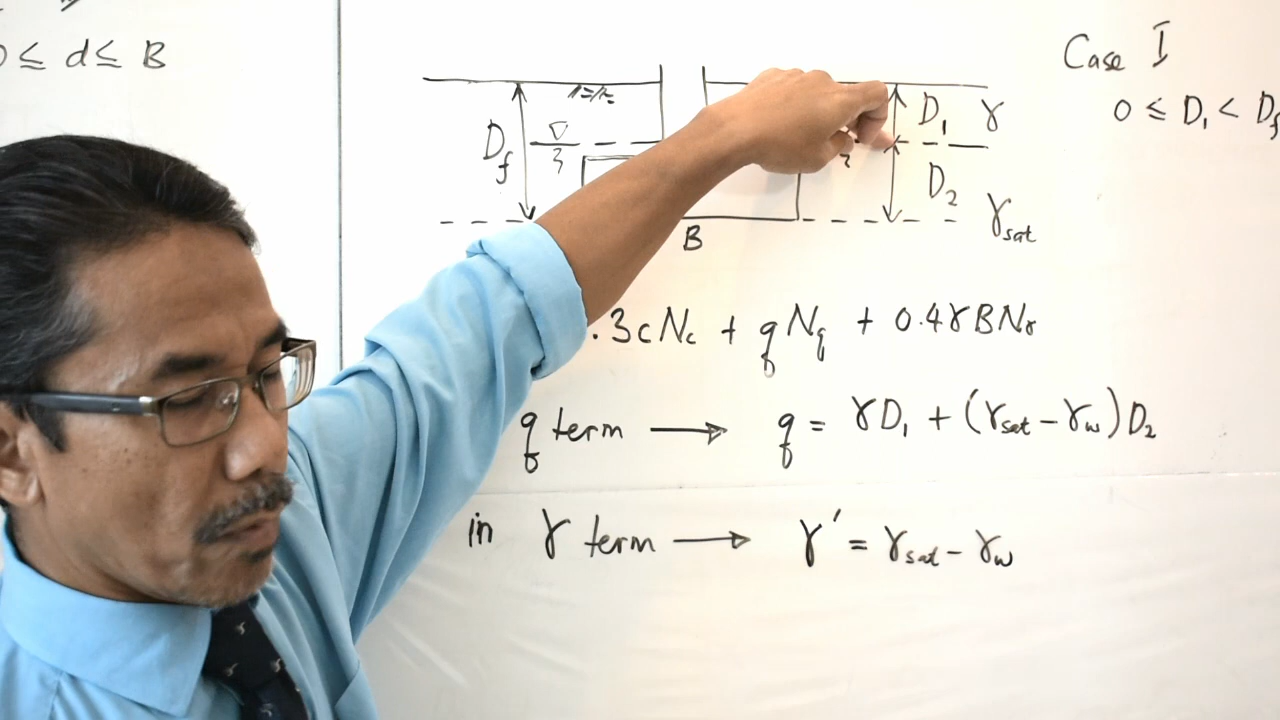 0 ≤ d ≤ B
Case I
0 ≤ D₁ < D_f
D_f
D₁ γ
D₂
γ_sat
B
.3cN_c + qN_q + 0.4γBN_γ
q term → q = γD₁ + (γ_sat − γ_w)D₂
in γ term → γ′ = γ_sat − γ_w